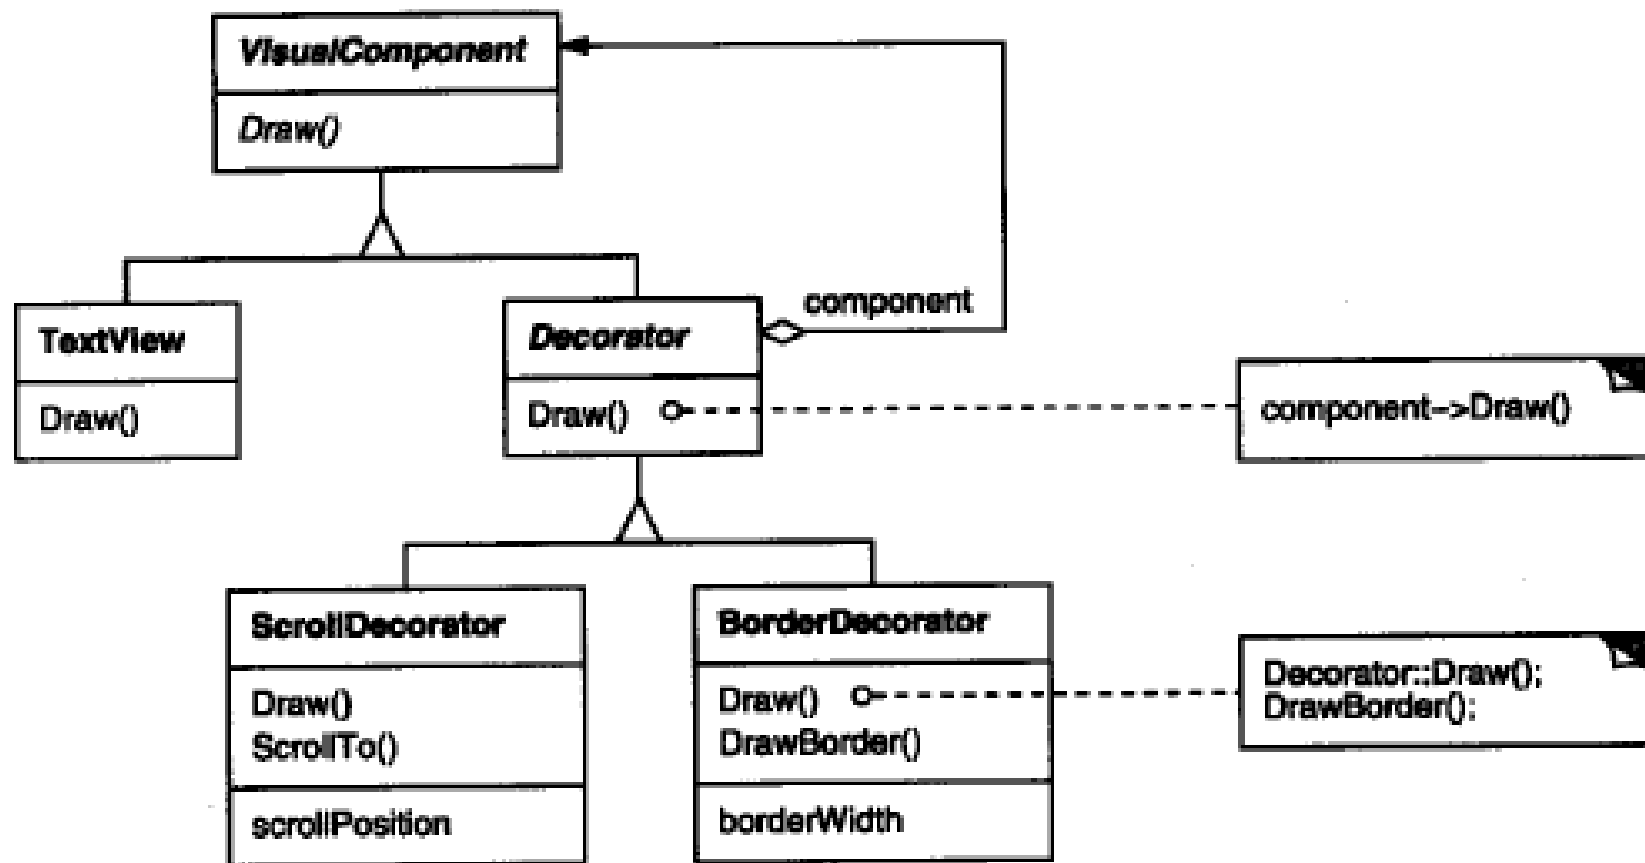 VisualComponent
Draw()
component
TextView
Draw()
Decorator
Draw()
component->Draw()
ScrollDecorator
Draw()
ScrollTo()
scrollPosition
BorderDecorator
Draw()
DrawBorder()
borderWidth
Decorator::Draw();
DrawBorder();